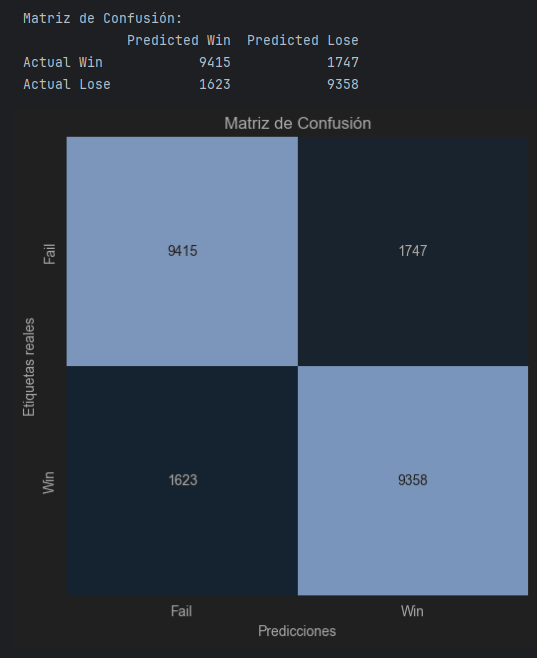 Matriz de Confusión:
Predicted Win Predicted Lose
Actual Win 9415 1747
Actual Lose 1623 9358
Matriz de Confusión
Fail 9415 1747
Etiquetas reales
Win 1623 9358
Fail Win
Predicciones